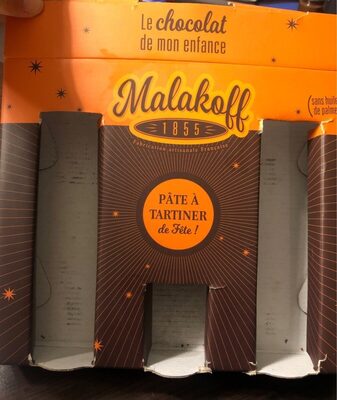 Le chocolat
de mon enfance
Malakoff
1855
Fabrication artisanale française
sans huile
de palme
PÂTE À
TARTINER
de Fête !